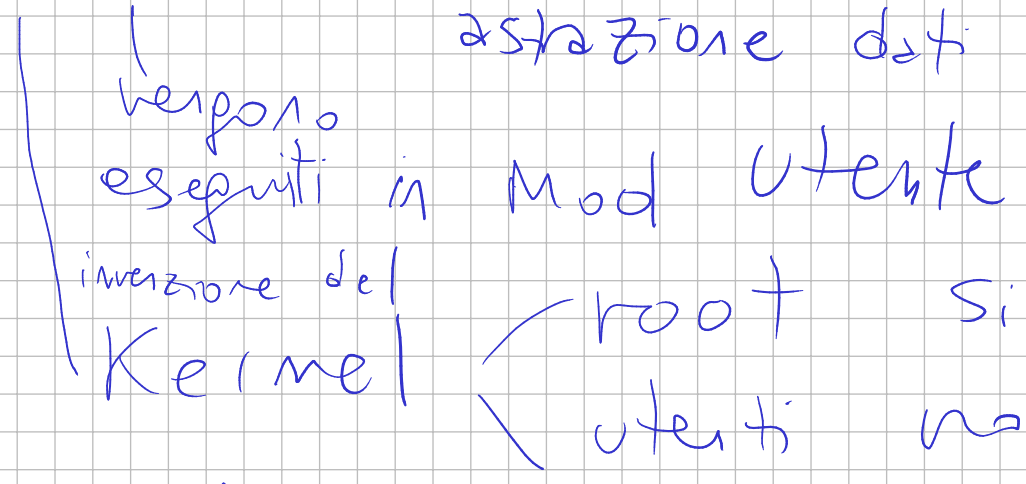 astrazione dati
vengono
eseguiti in Mod utente
invenzione del
Kernel
root si
utenti no